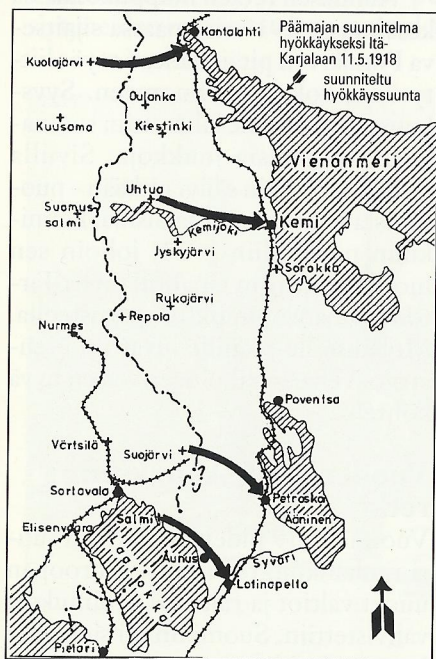 Päämajan suunnitelma
hyökkäykseksi Itä-
Karjalaan 11.5.1918
suunniteltu
hyökkäyssuunta
Kantalahti
Kuolajärvi
Oulanka
Kuusamo
Kiestinki
Vienanmeri
Uhtua
Suomus
salmi
Kemijoki
Kemi
Jyskyjärvi
Sorokka
Rukajärvi
Repola
Nurmes
Poventsa
Värtsilä
Suojärvi
Sortavala
Petroskoi
Ääninen
Elisenvaara
Salmi
Laatokka
Aunus
Syväri
Lotinapelto
Pietari